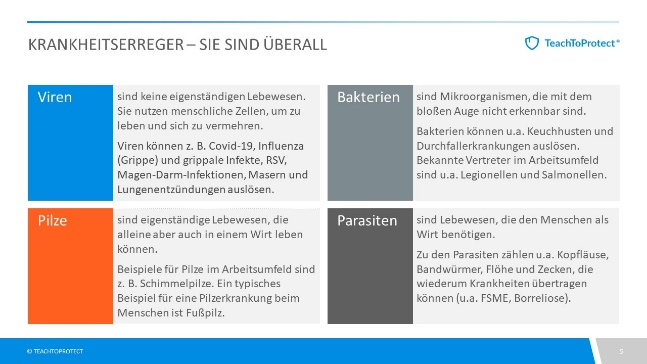 KRANKHEITSERREGER – SIE SIND ÜBERALL
TeachToProtect®
Viren
sind keine eigenständigen Lebewesen.
Sie nutzen menschliche Zellen, um zu
leben und sich zu vermehren.
Viren können z. B. Covid-19, Influenza
(Grippe) und grippale Infekte, RSV,
Magen-Darm-Infektionen, Masern und
Lungenentzündungen auslösen.
Bakterien
sind Mikroorganismen, die mit dem
bloßen Auge nicht erkennbar sind.
Bakterien können u.a. Keuchhusten und
Durchfallerkrankungen auslösen.
Bekannte Vertreter im Arbeitsumfeld
sind u.a. Legionellen und Salmonellen.
Pilze
sind eigenständige Lebewesen, die
alleine aber auch in einem Wirt leben
können.
Beispiele für Pilze im Arbeitsumfeld sind
z. B. Schimmelpilze. Ein typisches
Beispiel für eine Pilzerkrankung beim
Menschen ist Fußpilz.
Parasiten
sind Lebewesen, die den Menschen als
Wirt benötigen.
Zu den Parasiten zählen u.a. Kopfläuse,
Bandwürmer, Flöhe und Zecken, die
wiederum Krankheiten übertragen
können (u.a. FSME, Borreliose).
© TEACHTOPROTECT
5